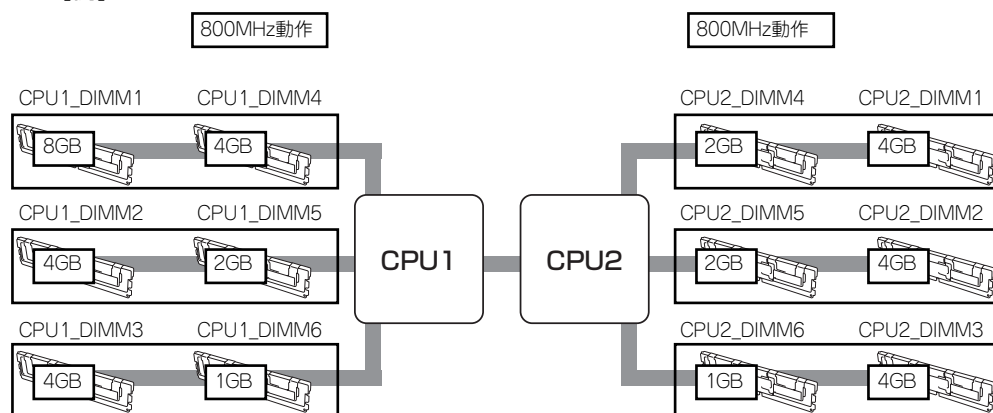 800MHz動作 800MHz動作
CPU1_DIMM1 CPU1_DIMM4 CPU2_DIMM4 CPU2_DIMM1
8GB 4GB 2GB 4GB
CPU1_DIMM2 CPU1_DIMM5 CPU2_DIMM5 CPU2_DIMM2
4GB 2GB CPU1 CPU2 2GB 4GB
CPU1_DIMM3 CPU1_DIMM6 CPU2_DIMM6 CPU2_DIMM3
4GB 1GB 1GB 4GB